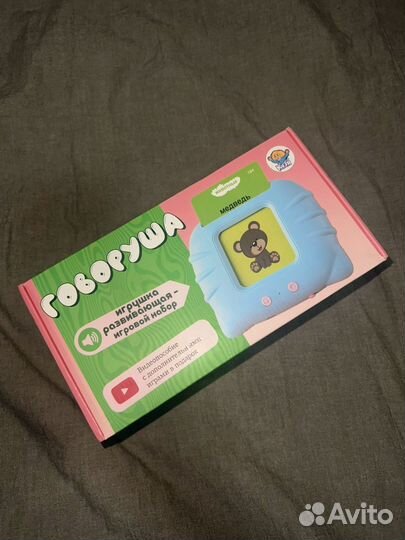 ГОВОРУША
игрушка
развивающая –
игровой набор
Видеопособие
с дополнительными
играми в подарок
медведь
Avito